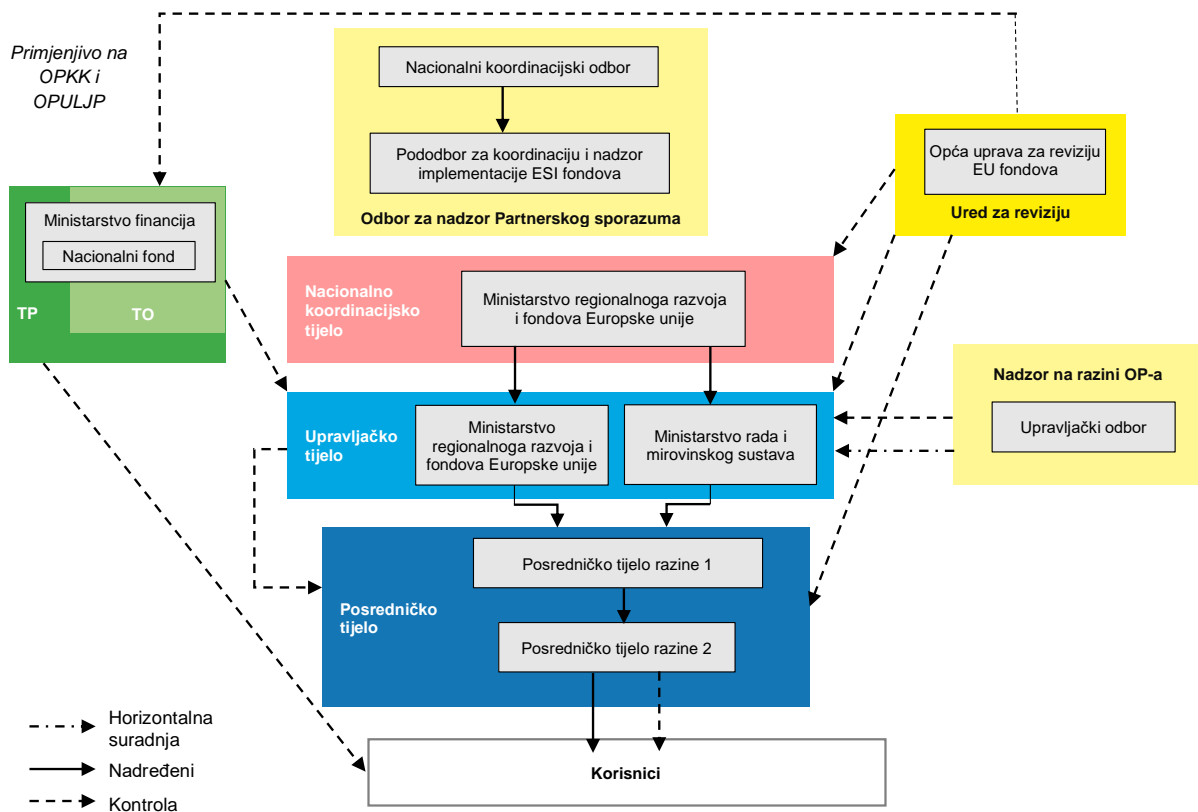 Primjenjivo na
OPKK i
OPULJP
Nacionalni koordinacijski odbor
Pododbor za koordinaciju i nadzor
implementacije ESI fondova
Odbor za nadzor Partnerskog sporazuma
Opća uprava za reviziju
EU fondova
Ured za reviziju
Ministarstvo financija
Nacionalni fond
TP
TO
Nacionalno
koordinacijsko
tijelo
Ministarstvo regionalnoga razvoja
i fondova Europske unije
Nadzor na razini OP-a
Upravljački odbor
Upravljačko
tijelo
Ministarstvo
regionalnoga razvoja i
fondova Europske unije
Ministarstvo rada i
mirovinskog sustava
Posredničko
tijelo
Posredničko tijelo razine 1
Posredničko tijelo razine 2
Korisnici
Horizontalna
suradnja
Nadređeni
Kontrola